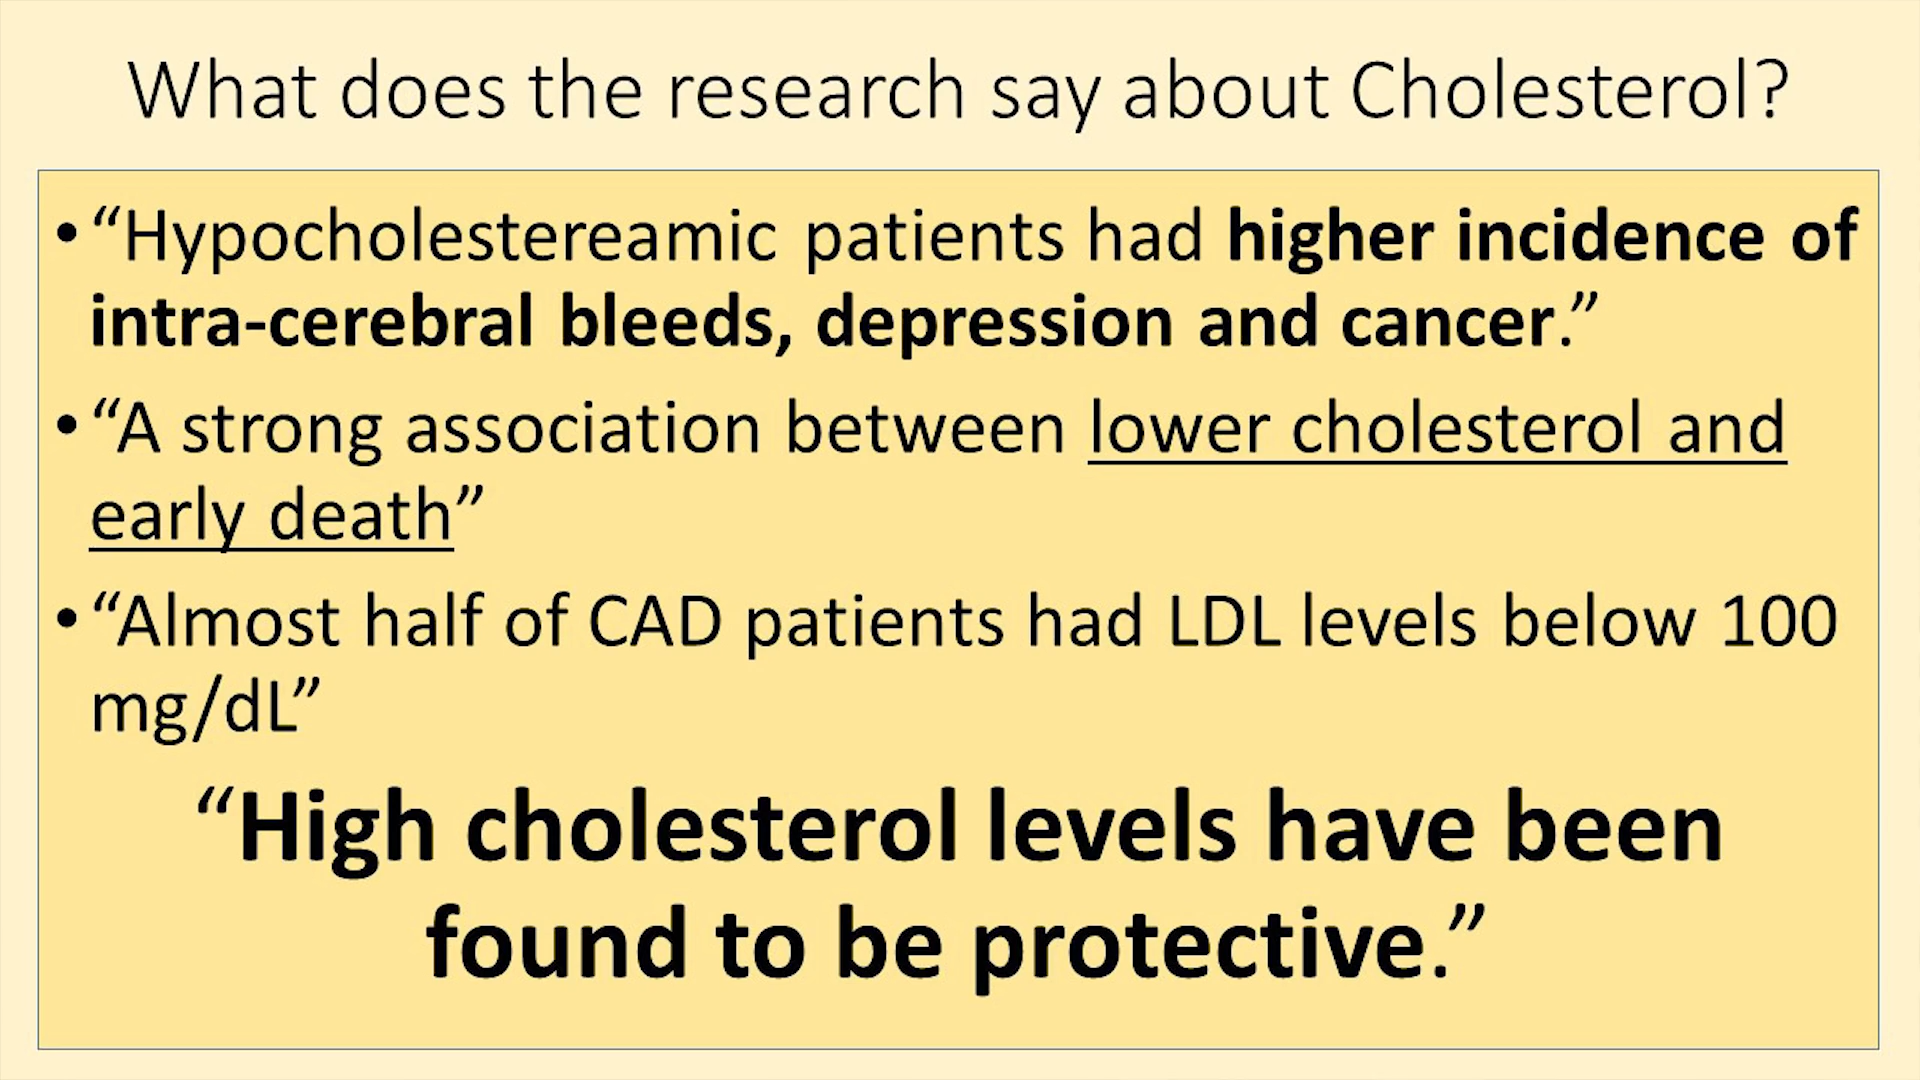 What does the research say about Cholesterol?
• “Hypocholestereamic patients had higher incidence of
intra-cerebral bleeds, depression and cancer.”
• “A strong association between lower cholesterol and
early death”
• “Almost half of CAD patients had LDL levels below 100
mg/dL”
“High cholesterol levels have been
found to be protective.”